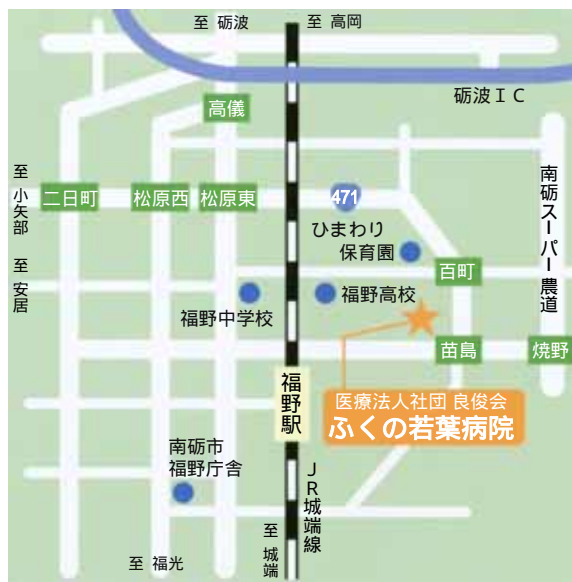 至 砺波
至 高岡
砺波ＩＣ
高儀
至 小矢部
二日町
松原西
松原東
471
ひまわり
保育園
南砺スーパー農道
至 安居
百町
福野中学校
福野高校
苗島
焼野
福野駅
医療法人社団 良俊会
ふくの若葉病院
南砺市
福野庁舎
ＪＲ城端線
至 福光
至 城端